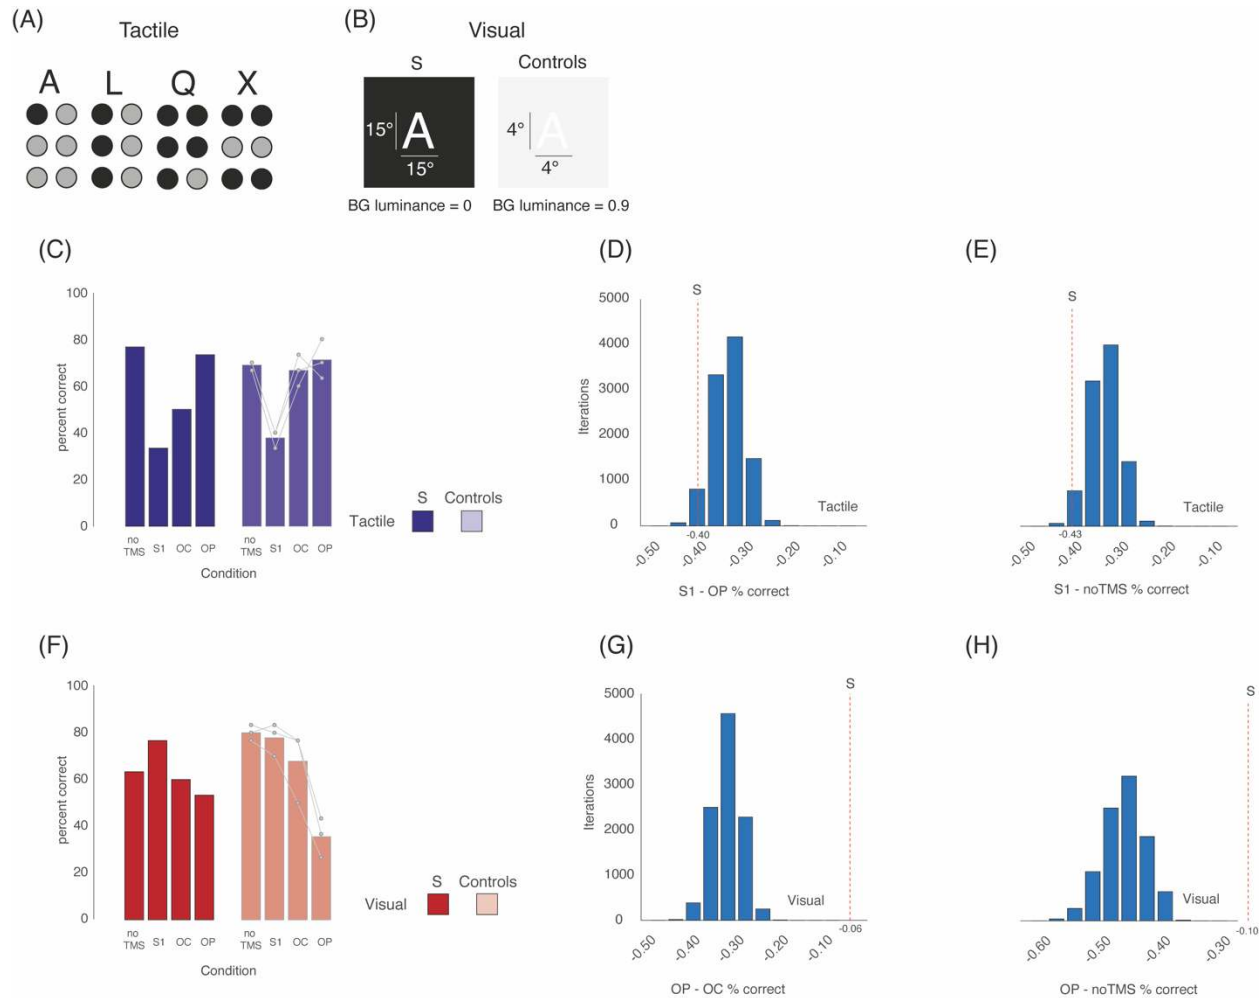 (A)
Tactile
A L Q X
(B)
Visual
S Controls
15° A
15°
4° A
4°
BG luminance = 0 BG luminance = 0.9
(C)
percent correct
100
80
60
40
20
0
no TMS S1 OC OP no TMS S1 OC OP
Condition
S Controls
Tactile
(D)
S
Iterations
5000
4000
3000
2000
1000
0
Tactile
-0.40
-0.50 -0.40 -0.30 -0.20 -0.10
S1 - OP % correct
(E)
S
Tactile
-0.43
-0.50 -0.40 -0.30 -0.20 -0.10
S1 - noTMS % correct
(F)
percent correct
100
80
60
40
20
0
no TMS S1 OC OP no TMS S1 OC OP
Condition
S Controls
Visual
(G)
S
Iterations
5000
4000
3000
2000
1000
0
Visual
-0.06
-0.50 -0.40 -0.30 -0.20 -0.10
OP - OC % correct
(H)
S
Visual
-0.10
-0.60 -0.50 -0.40 -0.30
OP - noTMS % correct